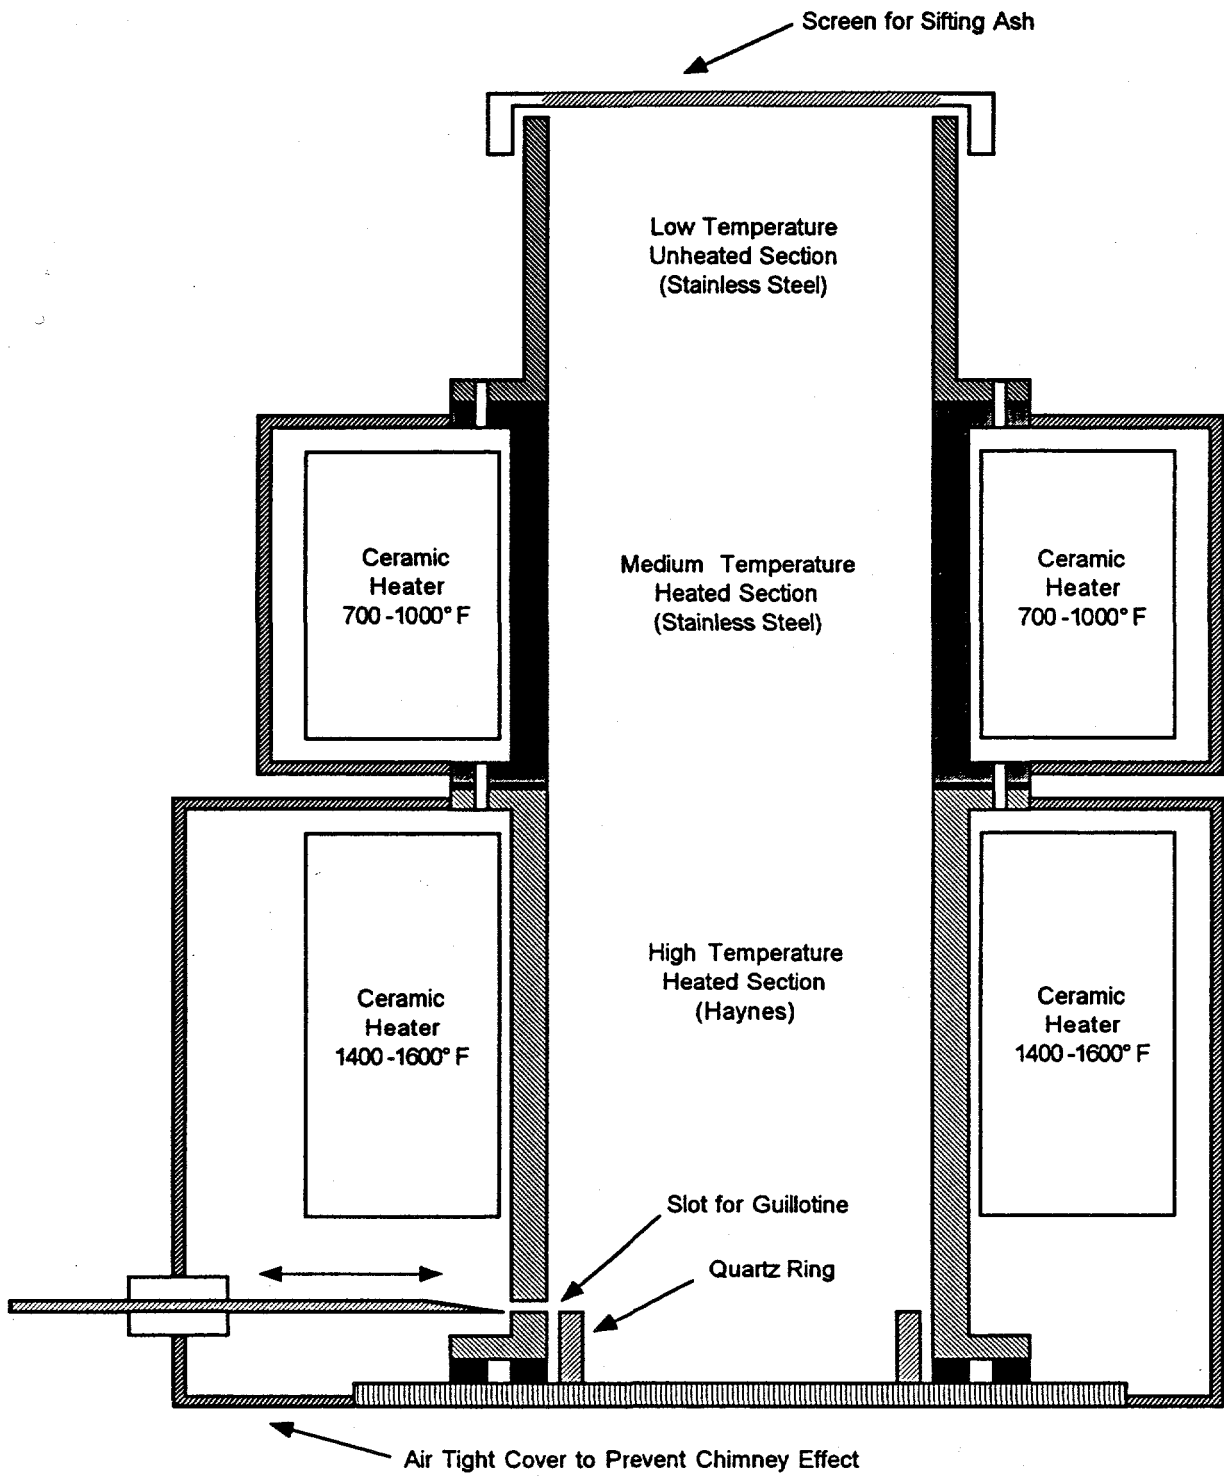 Screen for Sifting Ash
Low Temperature
Unheated Section
(Stainless Steel)
Ceramic
Heater
700-1000° F
Medium Temperature
Heated Section
(Stainless Steel)
Ceramic
Heater
700-1000° F
High Temperature
Heated Section
(Haynes)
Ceramic
Heater
1400-1600° F
Ceramic
Heater
1400-1600° F
Slot for Guillotine
Quartz Ring
Air Tight Cover to Prevent Chimney Effect